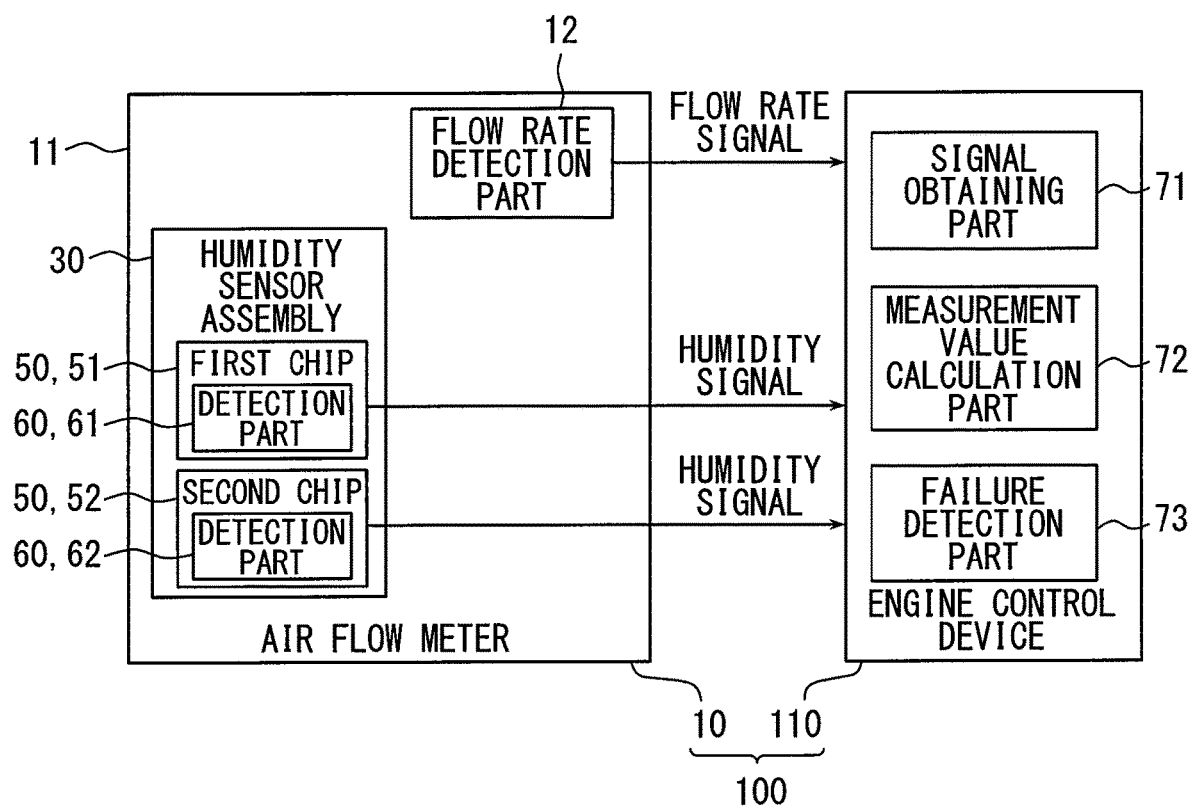 12
FLOW RATE
DETECTION
PART
11
FLOW RATE
SIGNAL
SIGNAL
OBTAINING
PART
71
30
HUMIDITY
SENSOR
ASSEMBLY
50, 51
FIRST CHIP
60, 61
DETECTION
PART
50, 52
SECOND CHIP
60, 62
DETECTION
PART
HUMIDITY
SIGNAL
HUMIDITY
SIGNAL
MEASUREMENT
VALUE
CALCULATION
PART
72
FAILURE
DETECTION
PART
73
AIR FLOW METER
ENGINE CONTROL
DEVICE
10
110
100